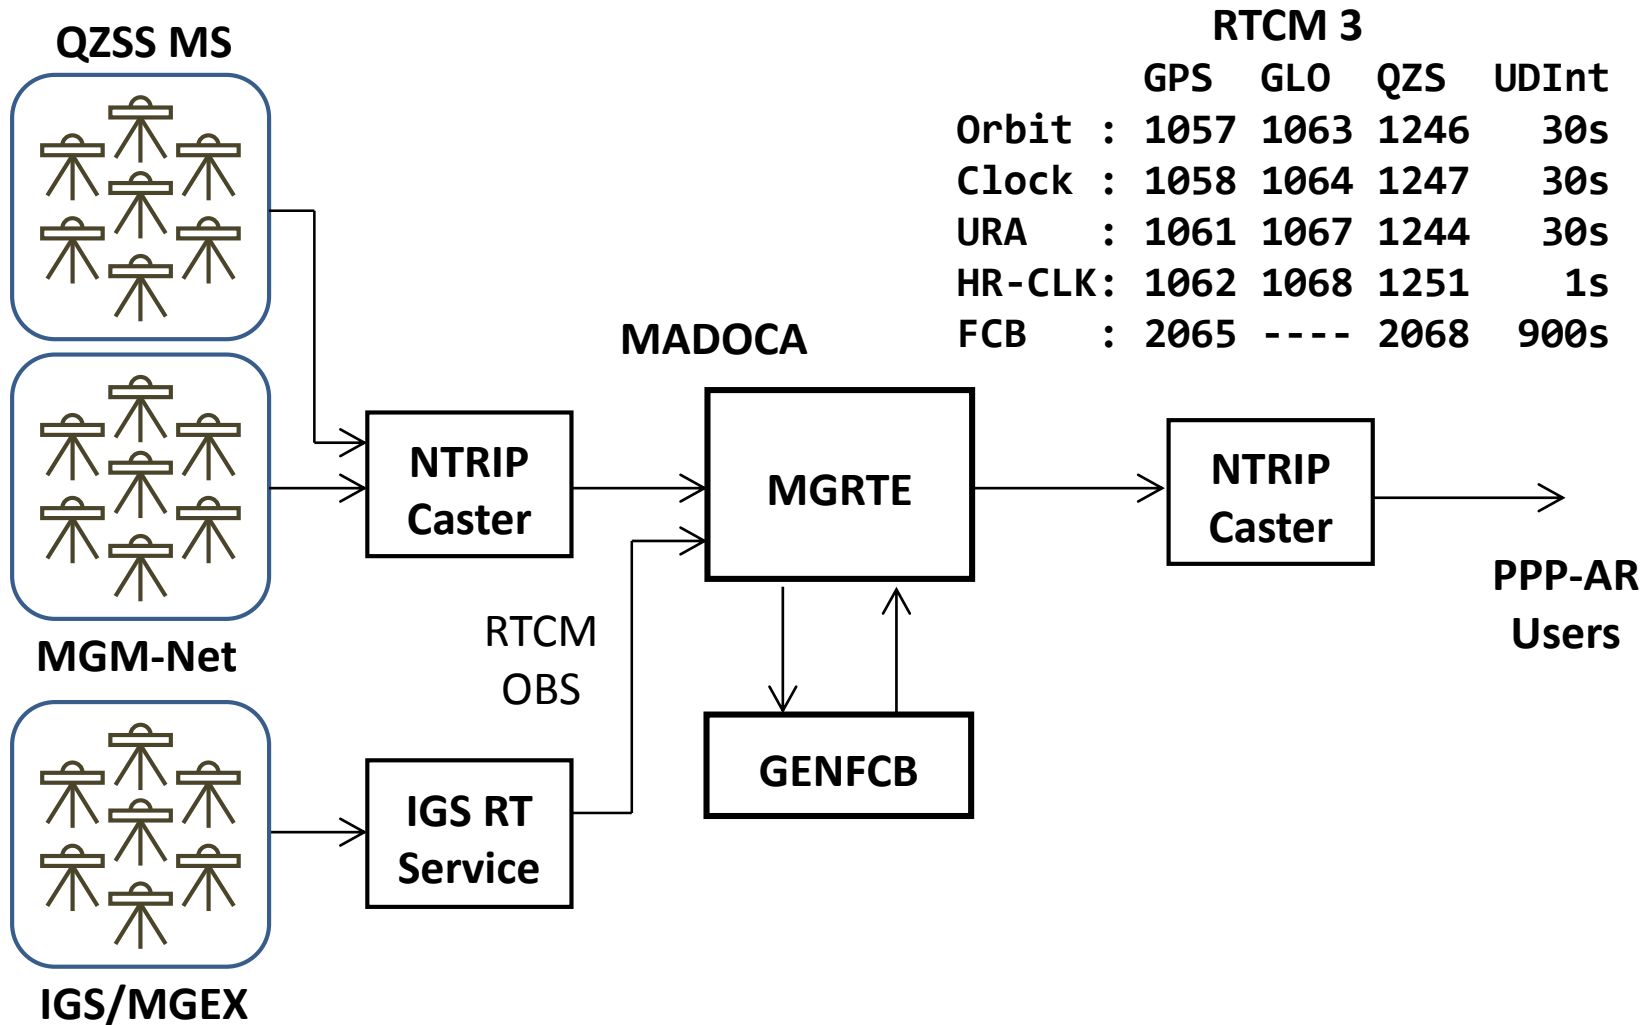 QZSS MS
RTCM 3
GPS GLO QZS UDInt
Orbit : 1057 1063 1246 30s
Clock : 1058 1064 1247 30s
URA : 1061 1067 1244 30s
HR-CLK: 1062 1068 1251 1s
FCB : 2065 ---- 2068 900s
MADOCA
NTRIP
Caster
MGRTE
NTRIP
Caster
PPP-AR
Users
MGM-Net
RTCM
OBS
GENFCB
IGS RT
Service
IGS/MGEX